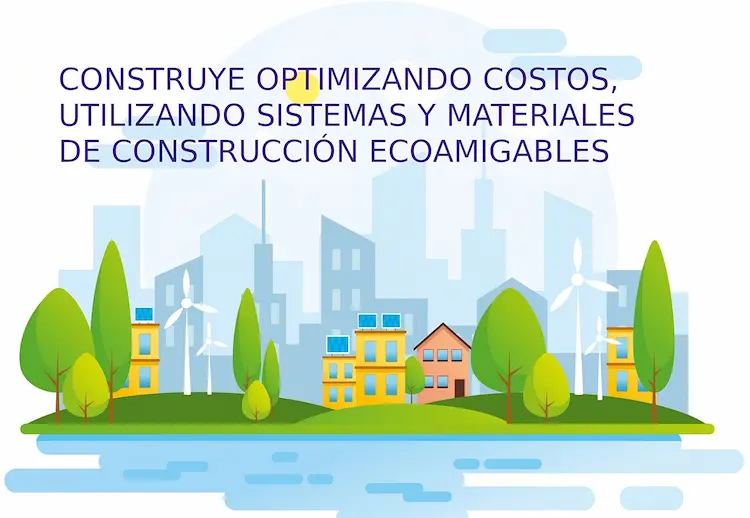 CONSTRUYE OPTIMIZANDO COSTOS,
UTILIZANDO SISTEMAS Y MATERIALES
DE CONSTRUCCIÓN ECOAMIGABLES